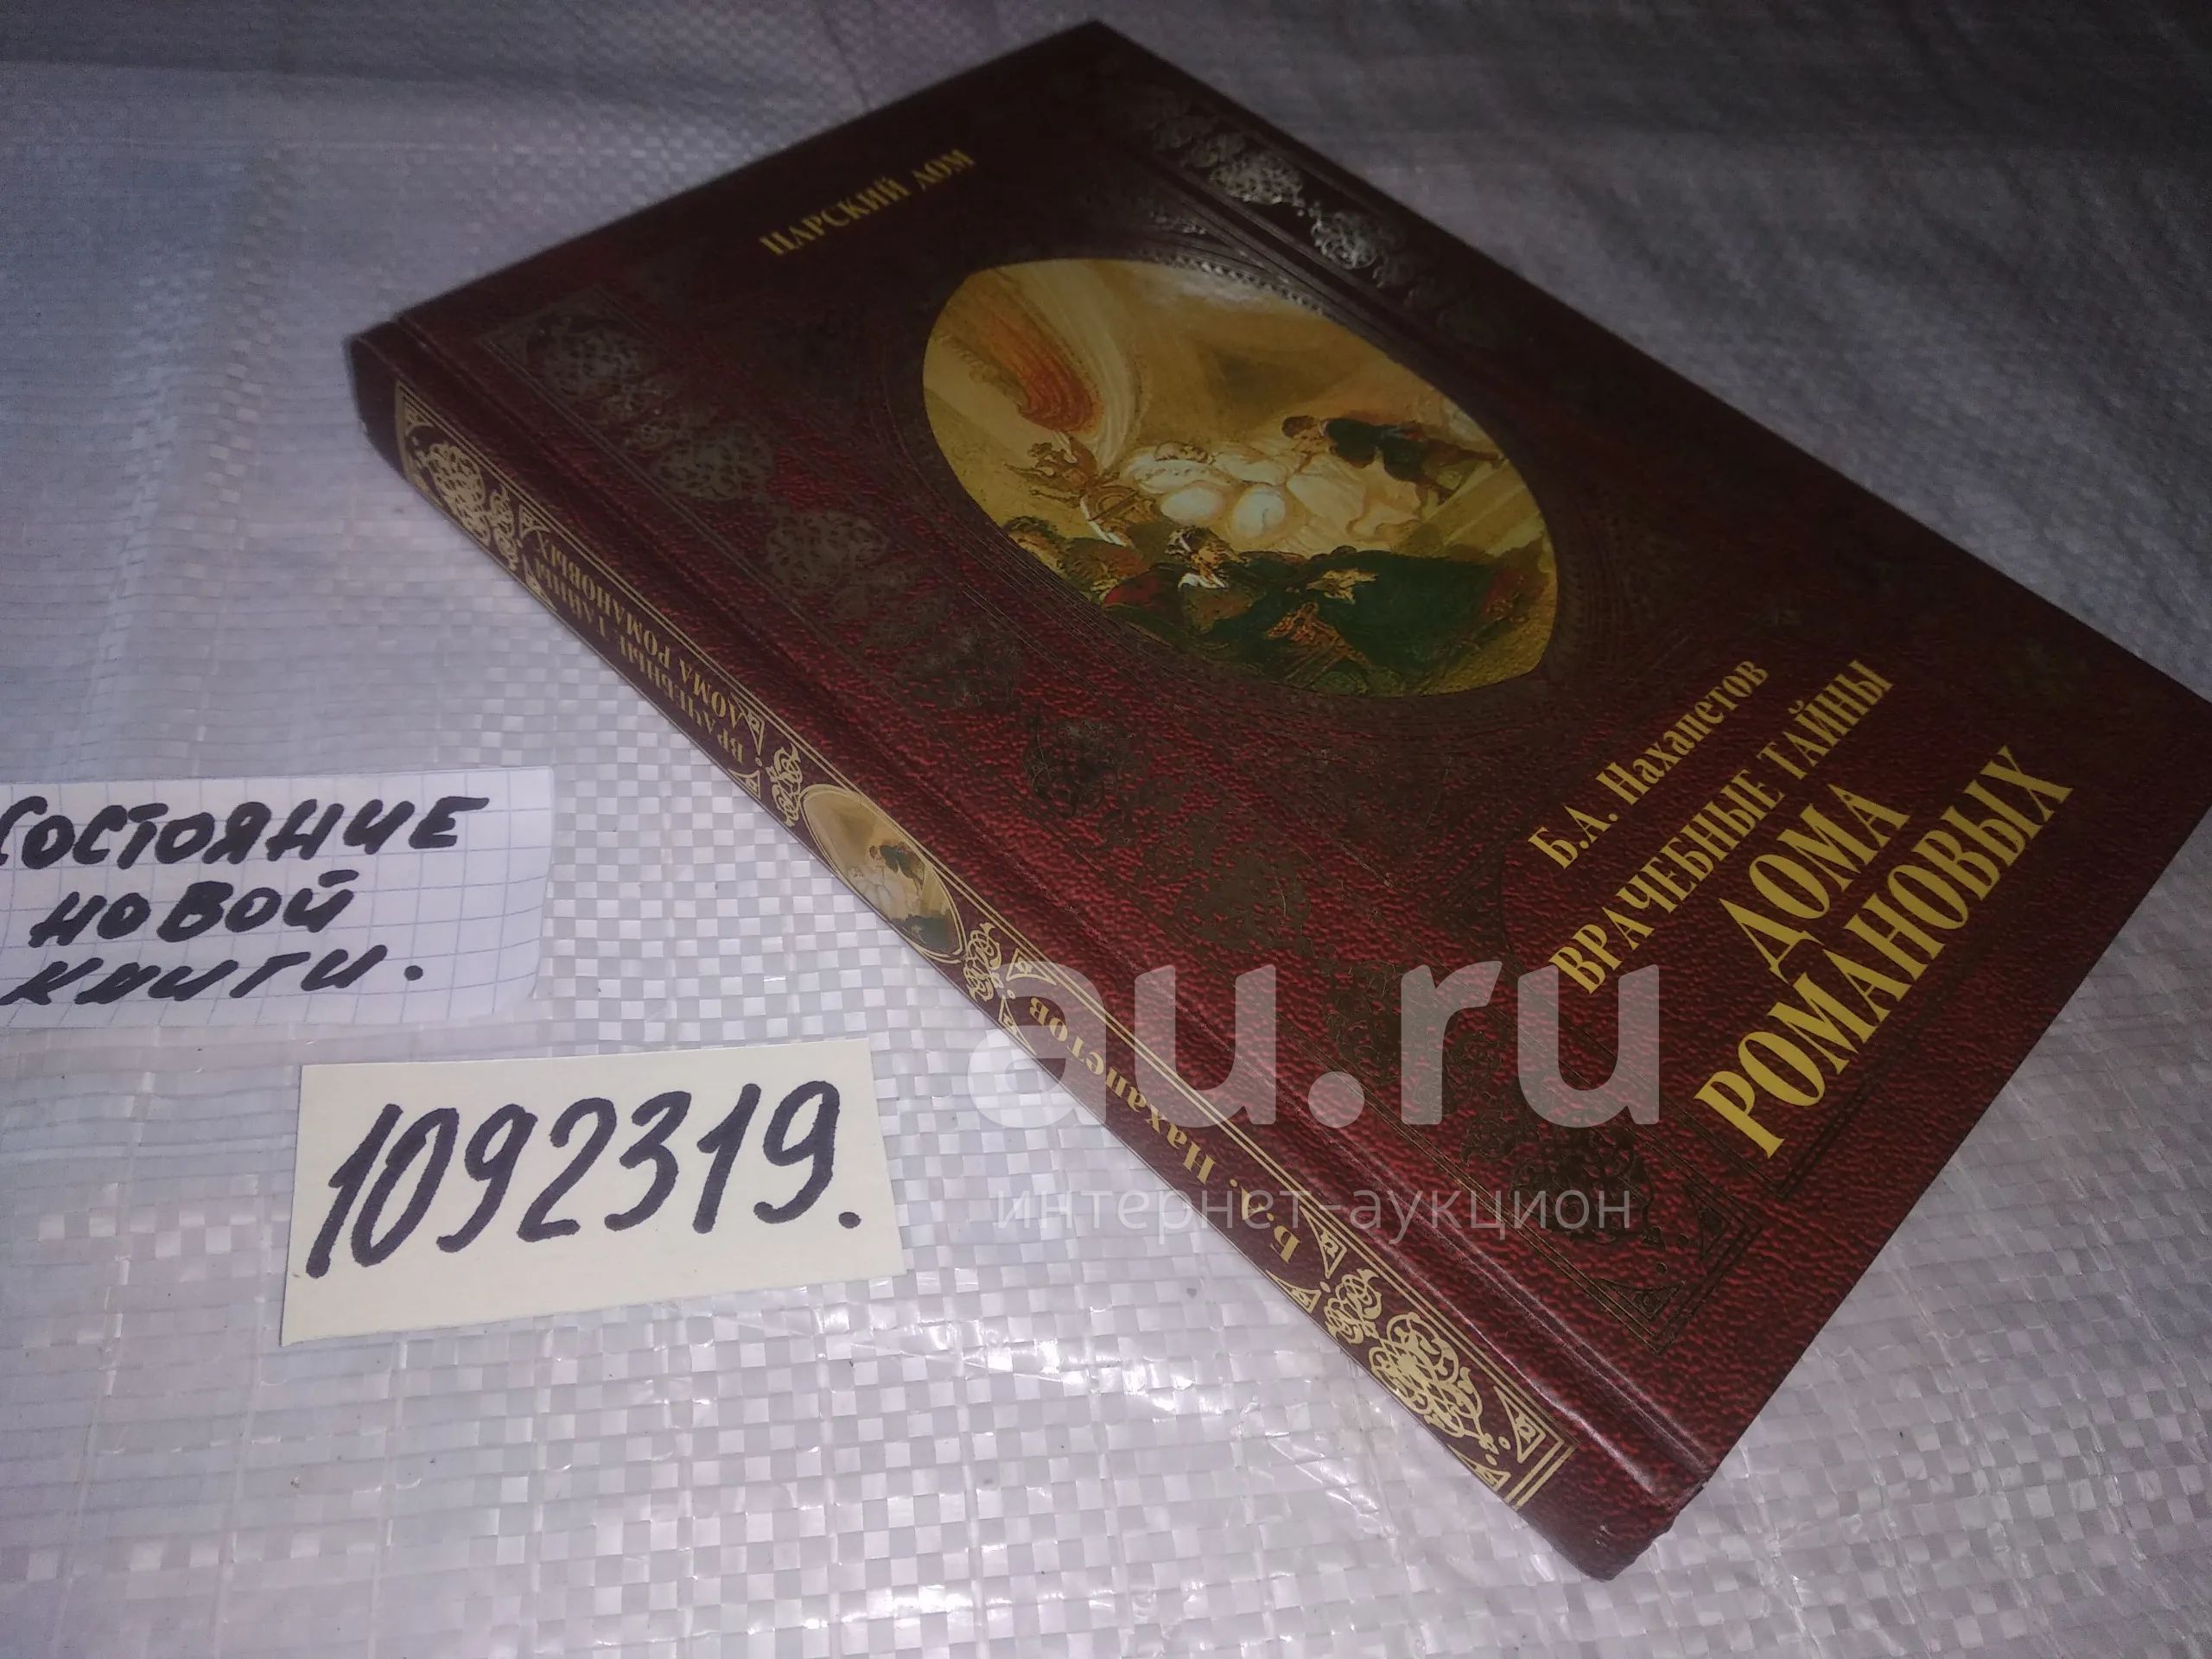 ЦАРСКИЙ ДОМ
Б.А. Нахапетов
ВРАЧЕБНЫЕ ТАЙНЫ
ДОМА
РОМАНОВЫХ
Б.А. Нахапетов
ВРАЧЕБНЫЕ ТАЙНЫ
ДОМА РОМАНОВЫХ
СОСТОЯНИЕ
НОВОЙ
КНИГИ.
1092319.
au.ru
интернет-аукцион